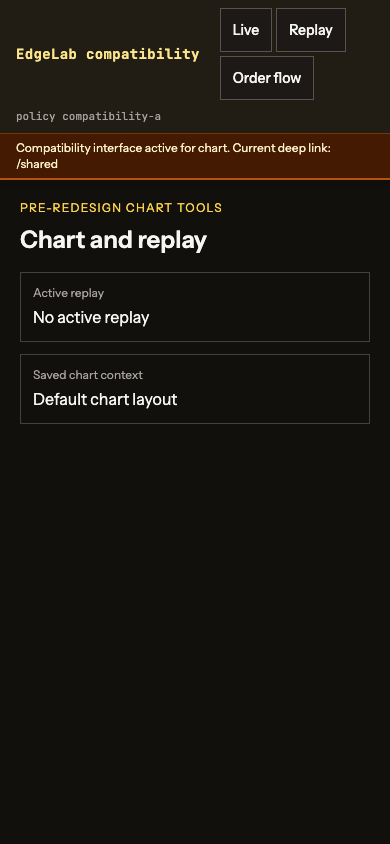 EdgeLab compatibility
Live
Replay
Order flow
policy compatibility-a
Compatibility interface active for chart. Current deep link:
/shared
PRE-REDESIGN CHART TOOLS
Chart and replay
Active replay
No active replay
Saved chart context
Default chart layout